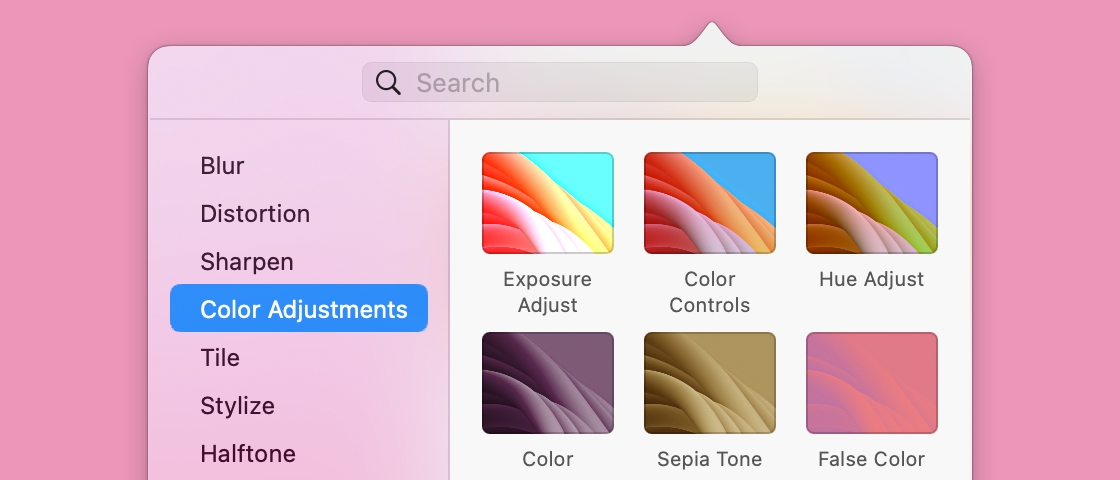 Search
Blur
Distortion
Sharpen
Color Adjustments
Tile
Stylize
Halftone
Exposure
Adjust
Color
Controls
Hue Adjust
Color
Sepia Tone
False Color